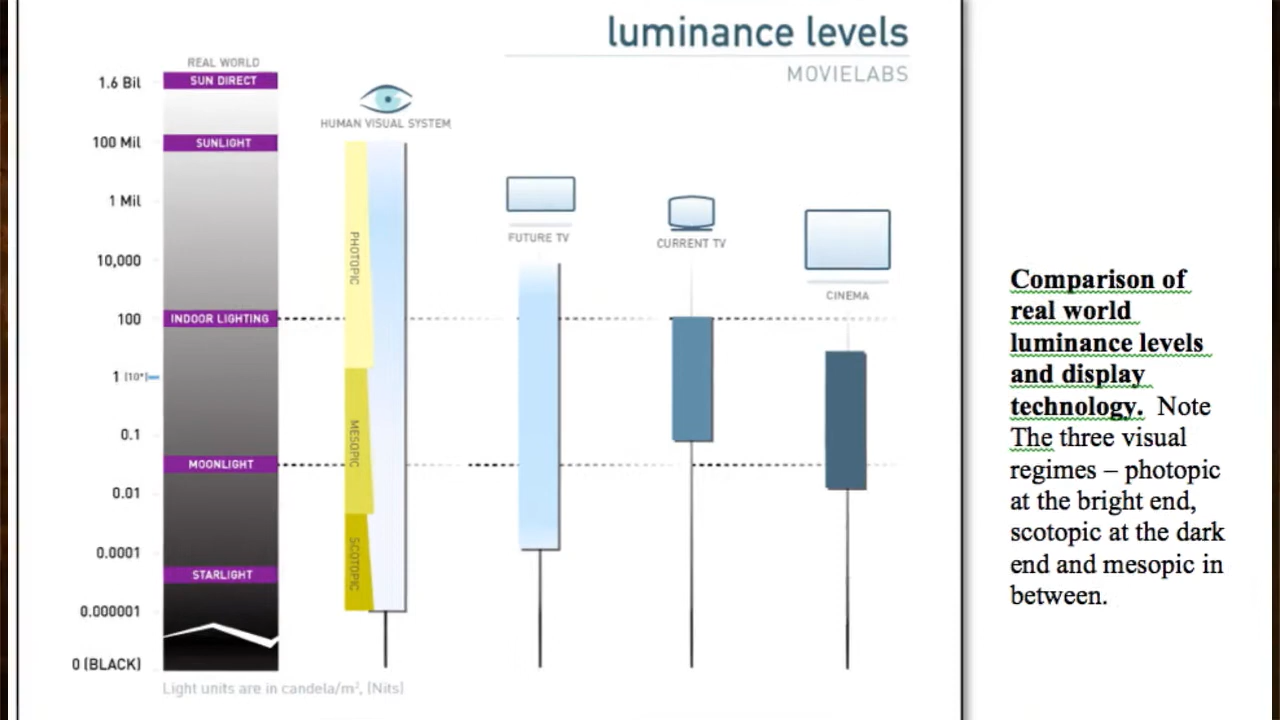 luminance levels
MOVIELABS
REAL WORLD
1.6 Bil
SUN DIRECT
HUMAN VISUAL SYSTEM
100 Mil
SUNLIGHT
1 Mil
FUTURE TV
CURRENT TV
CINEMA
PHOTOPIC
10,000
100
INDOOR LIGHTING
1 (10°)
0.1
MESOPIC
MOONLIGHT
0.01
0.0001
SCOTOPIC
STARLIGHT
0.000001
0 (BLACK)
Light units are in candela/m², (Nits)
Comparison of
real world
luminance levels
and display
technology. Note
The three visual
regimes – photopic
at the bright end,
scotopic at the dark
end and mesopic in
between.